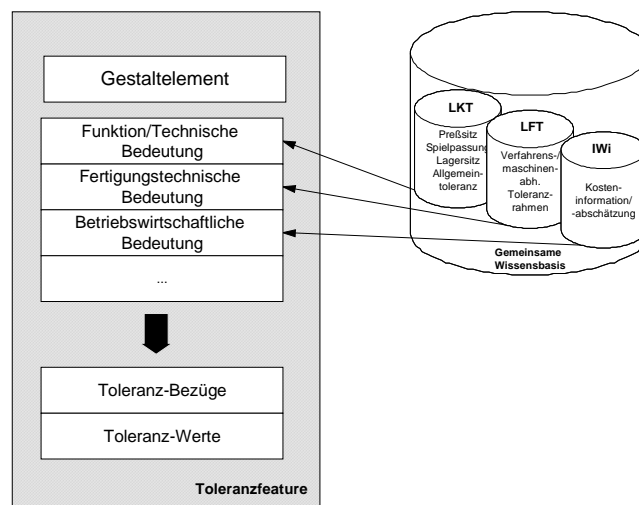 Gestaltelement
Funktion/Technische
Bedeutung
Fertigungstechnische
Bedeutung
Betriebswirtschaftliche
Bedeutung
...
Toleranz-Bezüge
Toleranz-Werte
Toleranzfeature
LKT
Preßsitz
Spielpassung
Lagersitz
Allgemein-
toleranz
LFT
Verfahrens-/
maschinen-
abh.
Toleranz-
rahmen
IWi
Kosten-
information/
-abschätzung
Gemeinsame
Wissensbasis